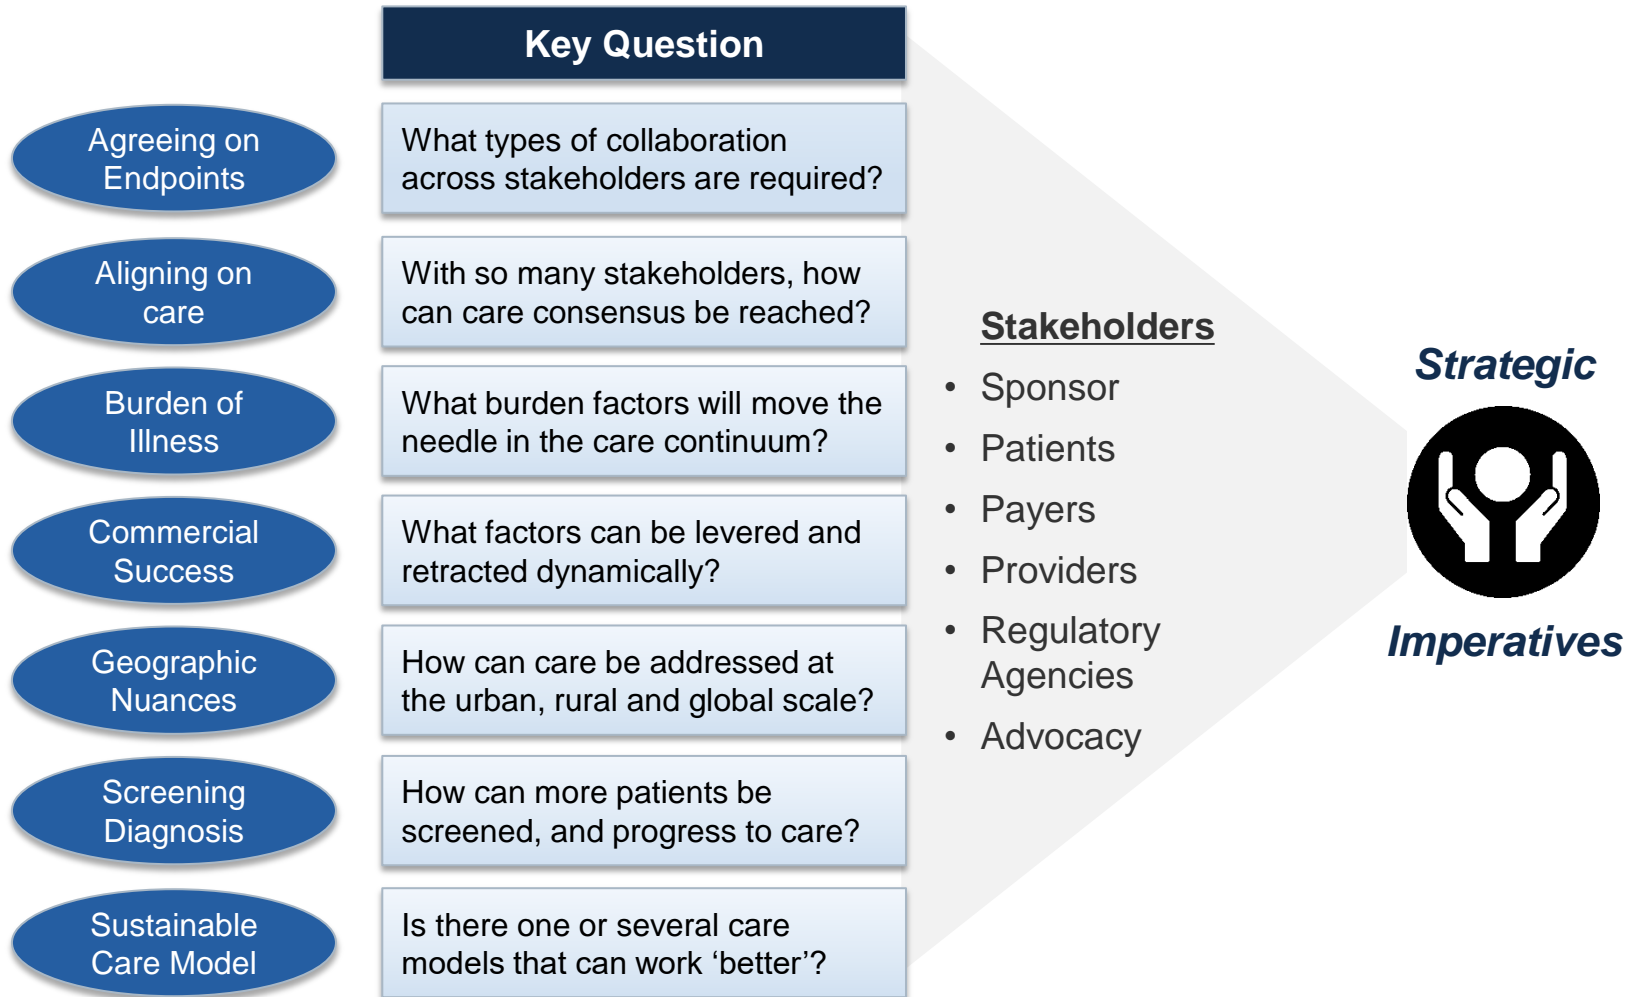 Key Question
Agreeing on
Endpoints
What types of collaboration
across stakeholders are required?
Aligning on
care
With so many stakeholders, how
can care consensus be reached?
Burden of
Illness
What burden factors will move the
needle in the care continuum?
Commercial
Success
What factors can be levered and
retracted dynamically?
Geographic
Nuances
How can care be addressed at
the urban, rural and global scale?
Screening
Diagnosis
How can more patients be
screened, and progress to care?
Sustainable
Care Model
Is there one or several care
models that can work ‘better’?
Stakeholders
• Sponsor
• Patients
• Payers
• Providers
• Regulatory
Agencies
• Advocacy
Strategic
Imperatives